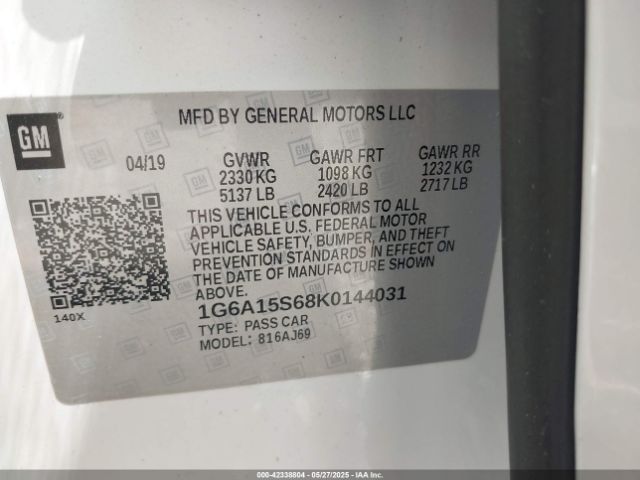 MFD BY GENERAL MOTORS LLC
GM
04/19 GVWR GAWR FRT GAWR RR
2330 KG 1098 KG 1232 KG
5137 LB 2420 LB 2717 LB
THIS VEHICLE CONFORMS TO ALL
APPLICABLE U.S. FEDERAL MOTOR
VEHICLE SAFETY, BUMPER, AND THEFT
PREVENTION STANDARDS IN EFFECT ON
THE DATE OF MANUFACTURE SHOWN
ABOVE.
1G6A15S68K0144031
140X
TYPE: PASS CAR
MODEL: 816AJ69
000-42338804 - 05/27/2025 - IAA Inc.